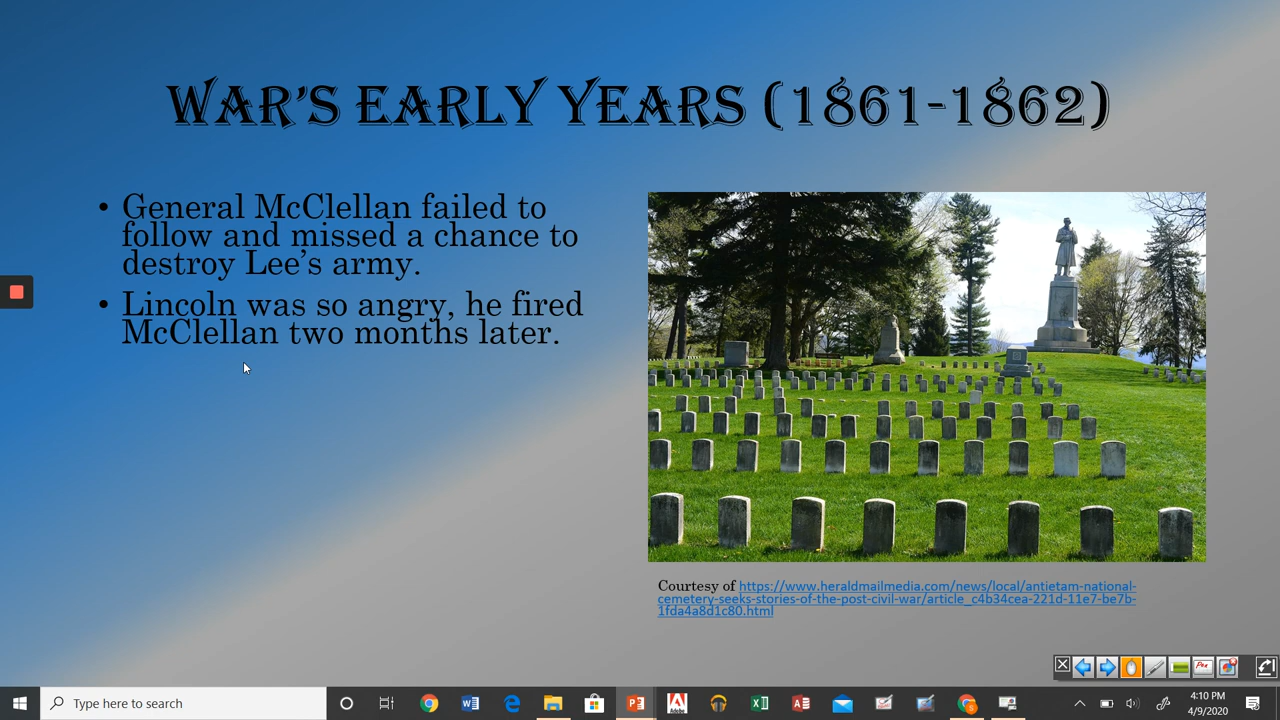 WAR'S EARLY YEARS (1861-1862)
• General McClellan failed to
follow and missed a chance to
destroy Lee's army.
• Lincoln was so angry, he fired
McClellan two months later.
Courtesy of https://www.heraldmailmedia.com/news/local/antietam-national-
cemetery-seeks-stories-of-the-post-civil-war/article_c4b34cea-221d-11e7-be7b-
1fda4a8d1c80.html
Type here to search
4:10 PM
4/9/2020